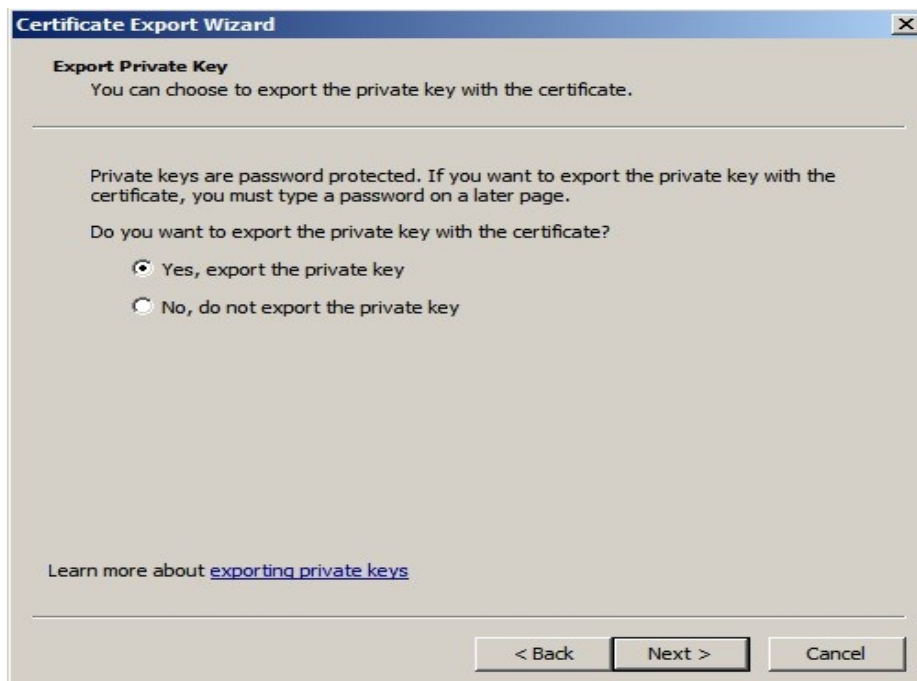 Certificate Export Wizard
Export Private Key
You can choose to export the private key with the certificate.
Private keys are password protected. If you want to export the private key with the
certificate, you must type a password on a later page.
Do you want to export the private key with the certificate?
Yes, export the private key
No, do not export the private key
Learn more about exporting private keys
< Back Next > Cancel